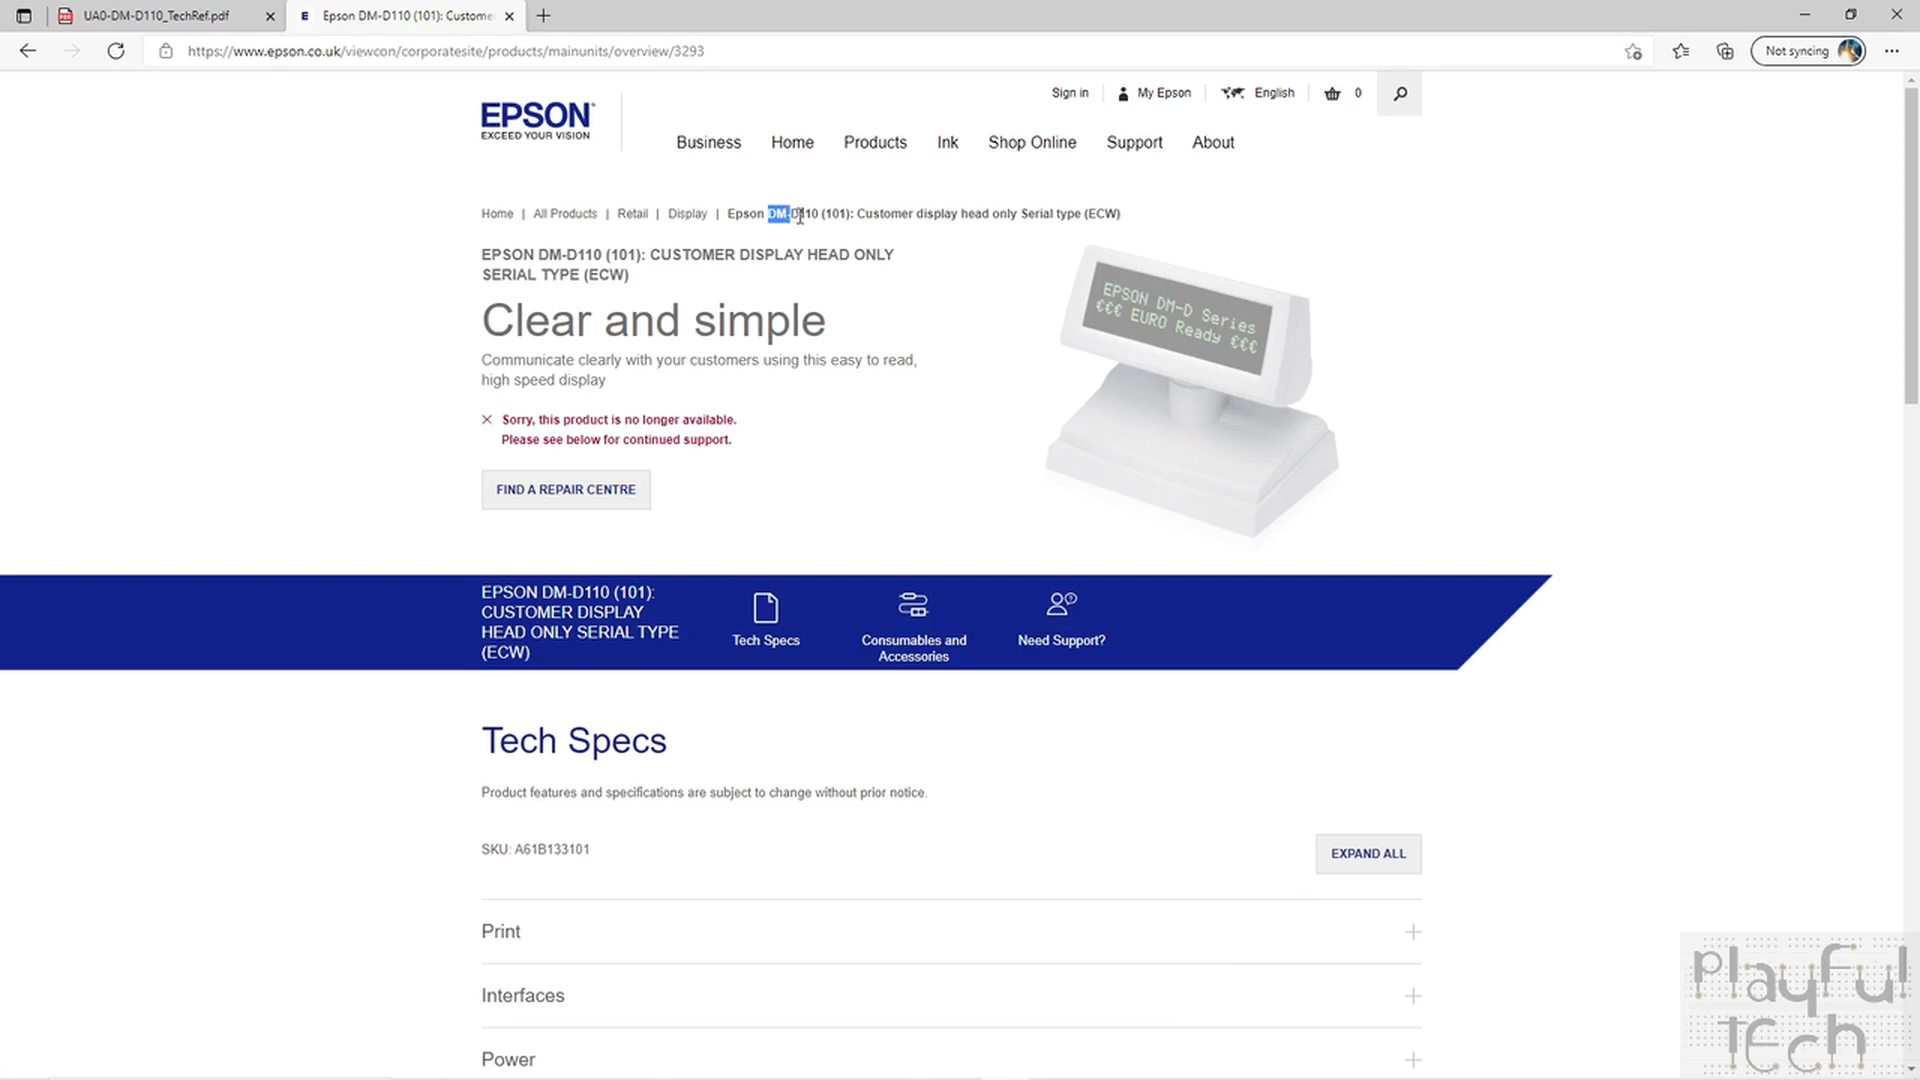 UA0-DM-D110_TechRef.pdf
Epson DM-D110 (101): Custome
https://www.epson.co.uk/viewcon/corporatesite/products/mainunits/overview/3293
Not syncing
Sign in
My Epson
English
0
EPSON
EXCEED YOUR VISION
Business
Home
Products
Ink
Shop Online
Support
About
Home | All Products | Retail | Display | Epson DM-D110 (101): Customer display head only Serial type (ECW)
EPSON DM-D110 (101): CUSTOMER DISPLAY HEAD ONLY
SERIAL TYPE (ECW)
Clear and simple
Communicate clearly with your customers using this easy to read,
high speed display
Sorry, this product is no longer available.
Please see below for continued support.
FIND A REPAIR CENTRE
EPSON DM-D Series
€€€ EURO Ready €€€
EPSON DM-D110 (101):
CUSTOMER DISPLAY
HEAD ONLY SERIAL TYPE
(ECW)
Tech Specs
Consumables and
Accessories
Need Support?
Tech Specs
Product features and specifications are subject to change without prior notice.
SKU: A61B133101
EXPAND ALL
Print
Interfaces
Power
playful
tech